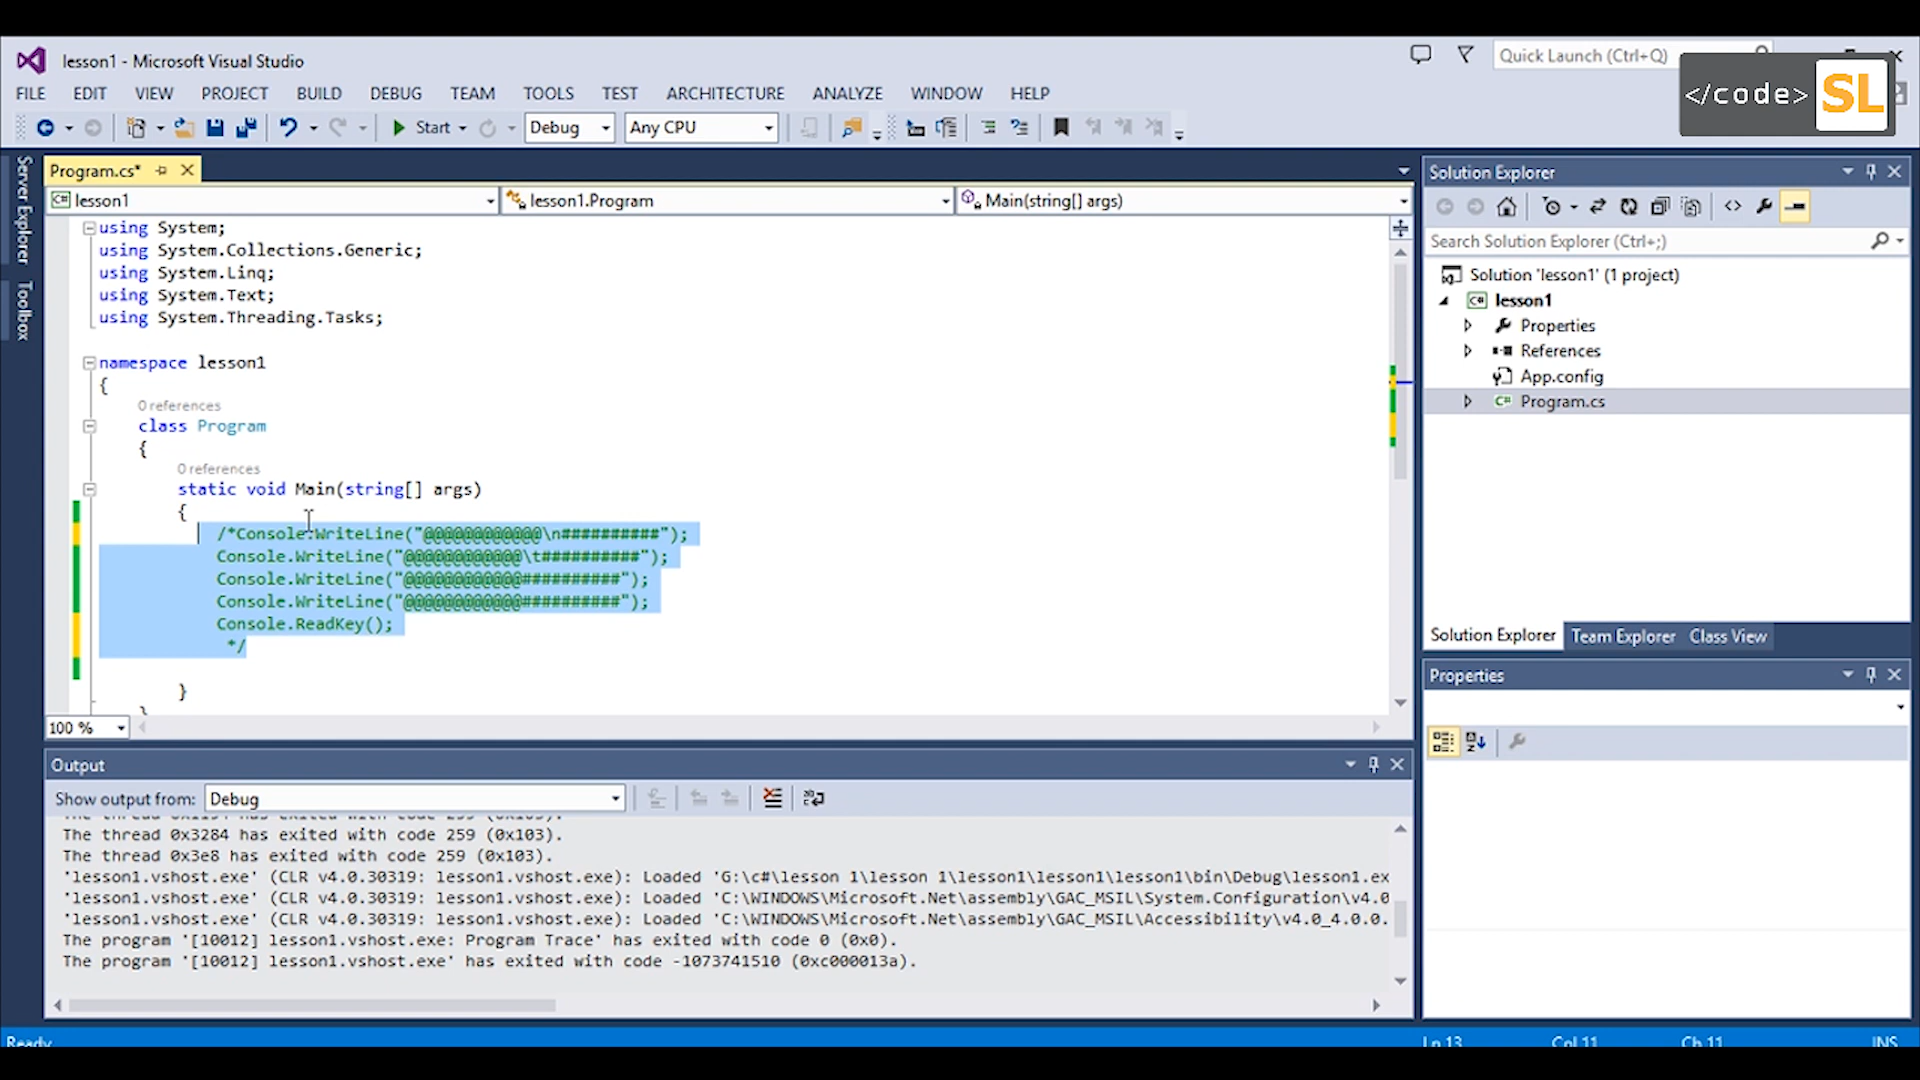 lesson1 - Microsoft Visual Studio
Quick Launch (Ctrl+Q)
</code> SL
FILE EDIT VIEW PROJECT BUILD DEBUG TEAM TOOLS TEST ARCHITECTURE ANALYZE WINDOW HELP
Start Debug Any CPU
Server Explorer
Toolbox
Program.cs*
lesson1 lesson1.Program Main(string[] args)
using System;
using System.Collections.Generic;
using System.Linq;
using System.Text;
using System.Threading.Tasks;
namespace lesson1
{
0 references
class Program
{
0 references
static void Main(string[] args)
{
/*Console.WriteLine("@@@@@@@@@@@@\n##########");
Console.WriteLine("@@@@@@@@@@@@\t##########");
Console.WriteLine("@@@@@@@@@@@@##########");
Console.WriteLine("@@@@@@@@@@@@##########");
Console.ReadKey();
*/
}
100 %
Output
Show output from: Debug
The thread 0x3284 has exited with code 259 (0x103).
The thread 0x3e8 has exited with code 259 (0x103).
'lesson1.vshost.exe' (CLR v4.0.30319: lesson1.vshost.exe): Loaded 'G:\c#\lesson 1\lesson 1\lesson1\lesson1\lesson1\bin\Debug\lesson1.ex
'lesson1.vshost.exe' (CLR v4.0.30319: lesson1.vshost.exe): Loaded 'C:\WINDOWS\Microsoft.Net\assembly\GAC_MSIL\System.Configuration\v4.0
'lesson1.vshost.exe' (CLR v4.0.30319: lesson1.vshost.exe): Loaded 'C:\WINDOWS\Microsoft.Net\assembly\GAC_MSIL\Accessibility\v4.0_4.0.0.
The program '[10012] lesson1.vshost.exe: Program Trace' has exited with code 0 (0x0).
The program '[10012] lesson1.vshost.exe' has exited with code -1073741510 (0xc000013a).
Solution Explorer
Search Solution Explorer (Ctrl+;)
Solution 'lesson1' (1 project)
lesson1
Properties
References
App.config
Program.cs
Solution Explorer Team Explorer Class View
Properties
Ready Ln 13 Col 11 Ch 11 INS